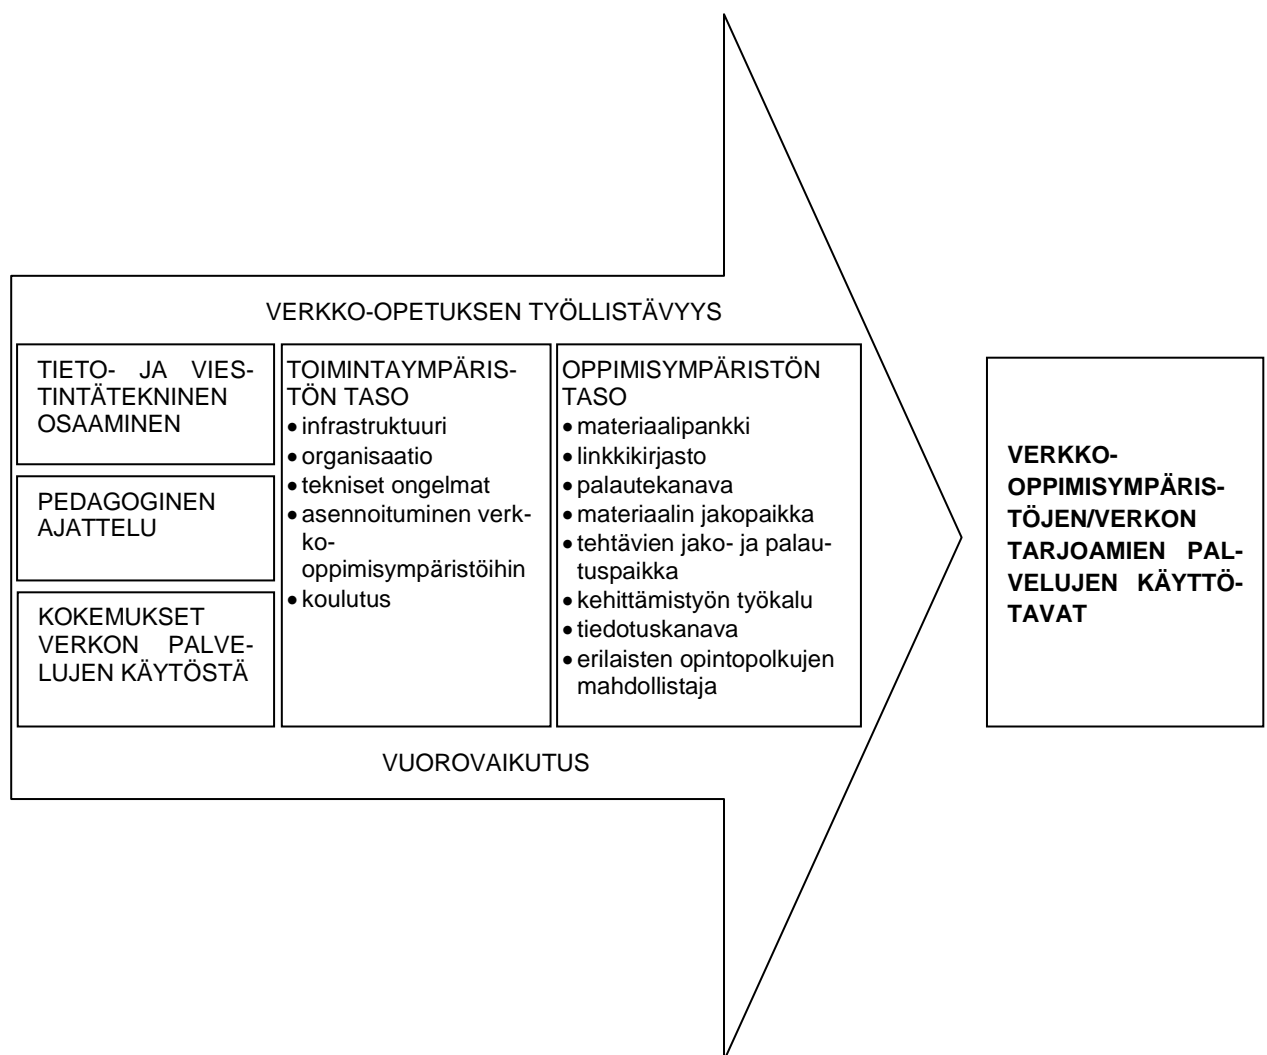 VERKKO-OPETUKSEN TYÖLLISTÄVYYS
TIETO- JA VIES-
TINTÄTEKNINEN
OSAAMINEN
PEDAGOGINEN
AJATTELU
KOKEMUKSET
VERKON PALVE-
LUJEN KÄYTÖSTÄ
TOIMINTAYMPÄRIS-
TÖN TASO
• infrastruktuuri
• organisaatio
• tekniset ongelmat
• asennoituminen verk-
ko-
oppimisympäristöihin
• koulutus
OPPIMISYMPÄRISTÖN
TASO
• materiaalipankki
• linkkikirjasto
• palautekanava
• materiaalin jakopaikka
• tehtävien jako- ja palau-
tuspaikka
• kehittämistyön työkalu
• tiedotuskanava
• erilaisten opintopolkujen
mahdollistaja
VUOROVAIKUTUS
VERKKO-
OPPIMISYMPÄRIS-
TÖJEN/VERKON
TARJOAMIEN PAL-
VELUJEN KÄYTTÖ-
TAVAT